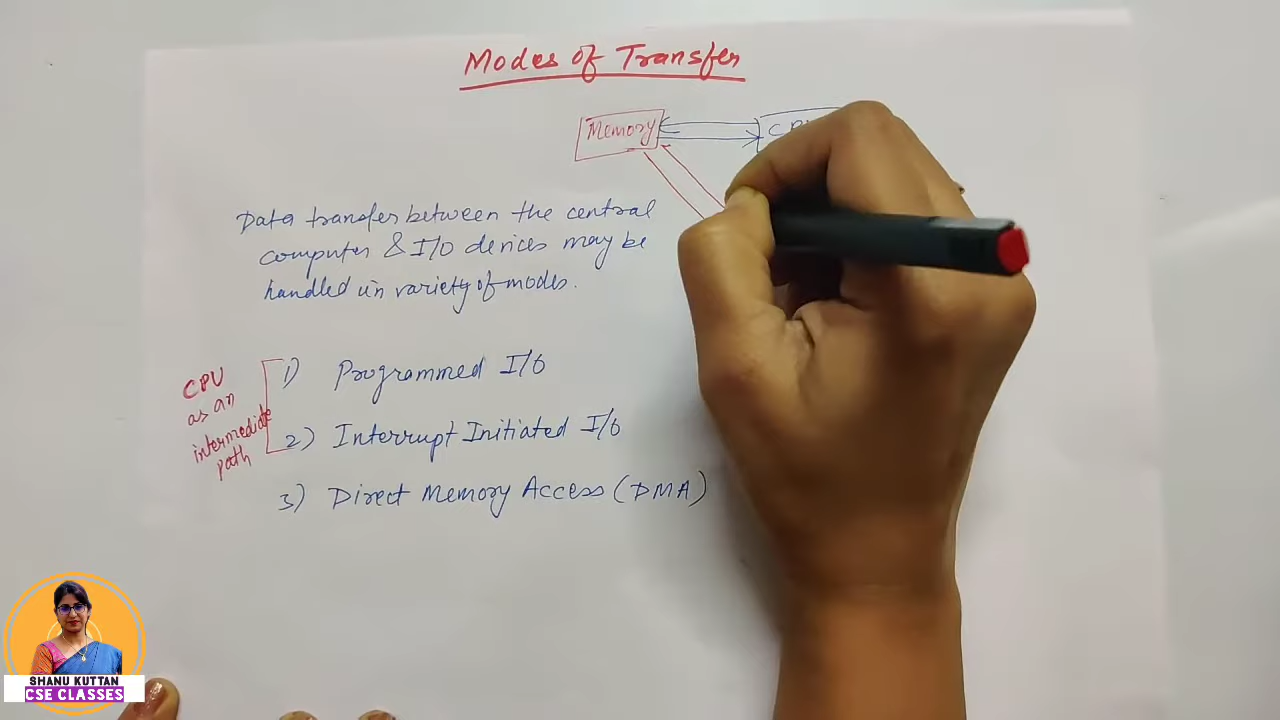 Modes of Transfer
Memory
Data transfer between the central
computer & I/O devices may be
handled in variety of modes.
CPU
as an
intermediate
path
1) Programmed I/O
2) Interrupt Initiated I/O
3) Direct Memory Access (DMA)
SHANU KUTTAN
CSE CLASSES